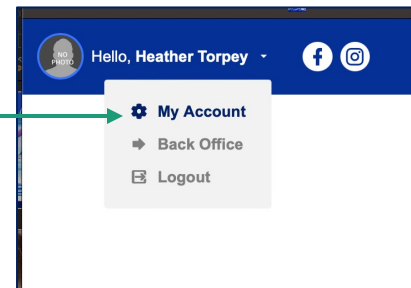 NO
PHOTO
Hello, Heather Torpey
My Account
Back Office
Logout